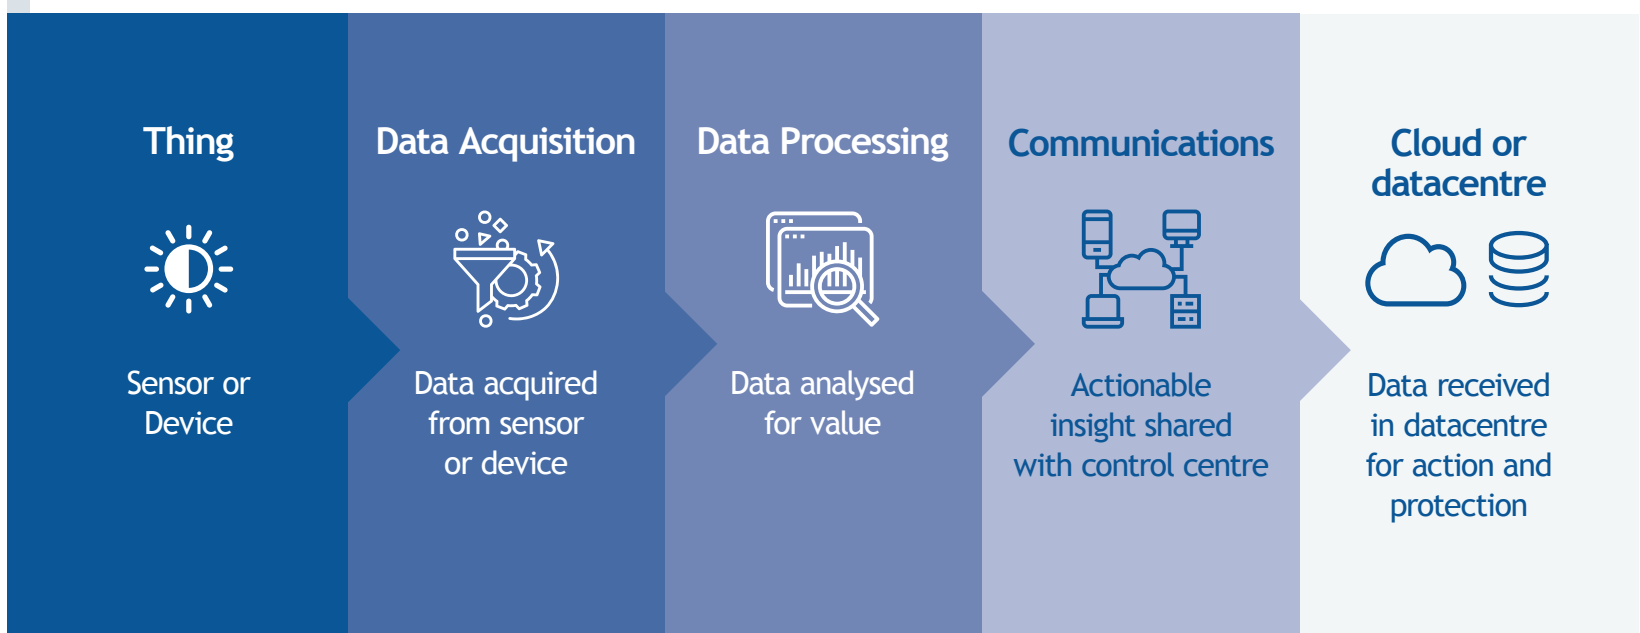 Thing
Sensor or
Device
Data Acquisition
Data acquired
from sensor
or device
Data Processing
Data analysed
for value
Communications
Actionable
insight shared
with control centre
Cloud or
datacentre
Data received
in datacentre
for action and
protection